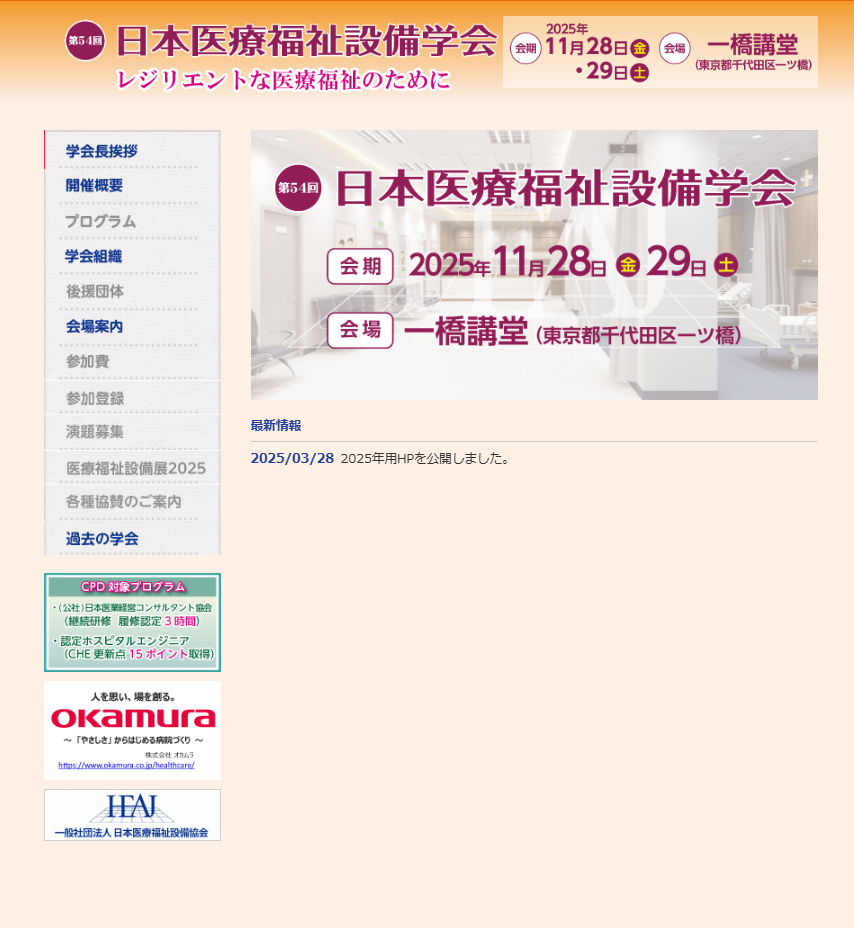 第54回 日本医療福祉設備学会
レジリエントな医療福祉のために
会期 2025年
11月28日金
・29日土
会場 一橋講堂
(東京都千代田区一ツ橋)
学会長挨拶
開催概要
プログラム
学会組織
後援団体
会場案内
参加費
参加登録
演題募集
医療福祉設備展2025
各種協賛のご案内
過去の学会
CPD 対象プログラム
・(公社)日本医業経営コンサルタント協会
(継続研修 履修認定3時間)
・認定ホスピタルエンジニア
(CHE更新点15ポイント取得)
人を思い、場を創る。
okamura
～「やさしさ」からはじめる病院づくり～
株式会社 オカムラ
https://www.okamura.co.jp/healthcare/
HEAJ
一般社団法人 日本医療福祉設備協会
第54回 日本医療福祉設備学会
会期 2025年11月28日金29日土
会場 一橋講堂(東京都千代田区一ツ橋)
最新情報
2025/03/28 2025年用HPを公開しました。